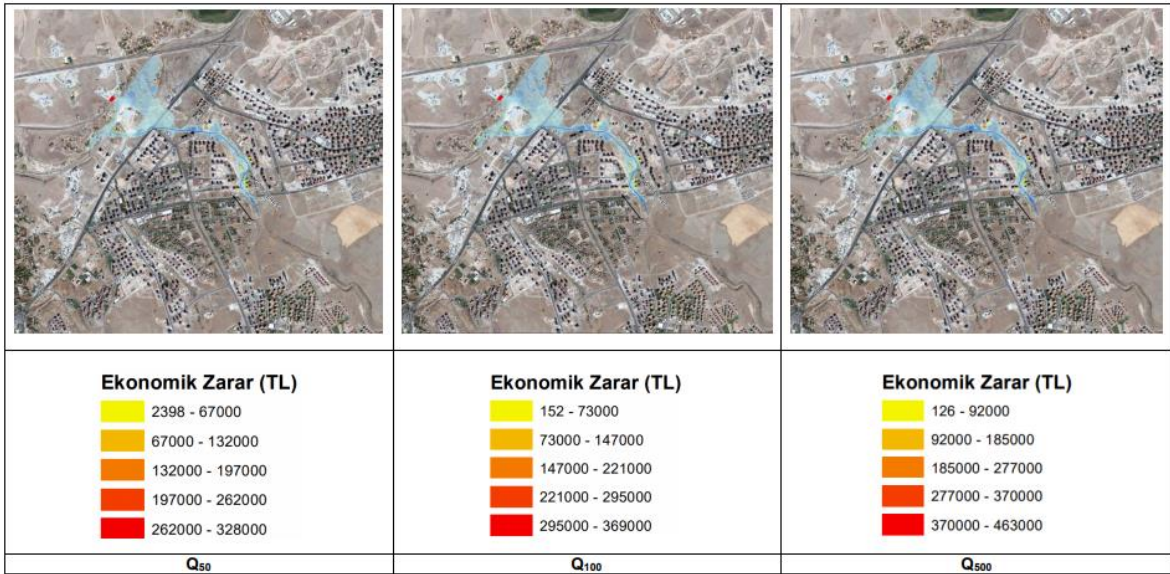 Ekonomik Zarar (TL)
2398 - 67000
67000 - 132000
132000 - 197000
197000 - 262000
262000 - 328000
Q50
Ekonomik Zarar (TL)
152 - 73000
73000 - 147000
147000 - 221000
221000 - 295000
295000 - 369000
Q100
Ekonomik Zarar (TL)
126 - 92000
92000 - 185000
185000 - 277000
277000 - 370000
370000 - 463000
Q500